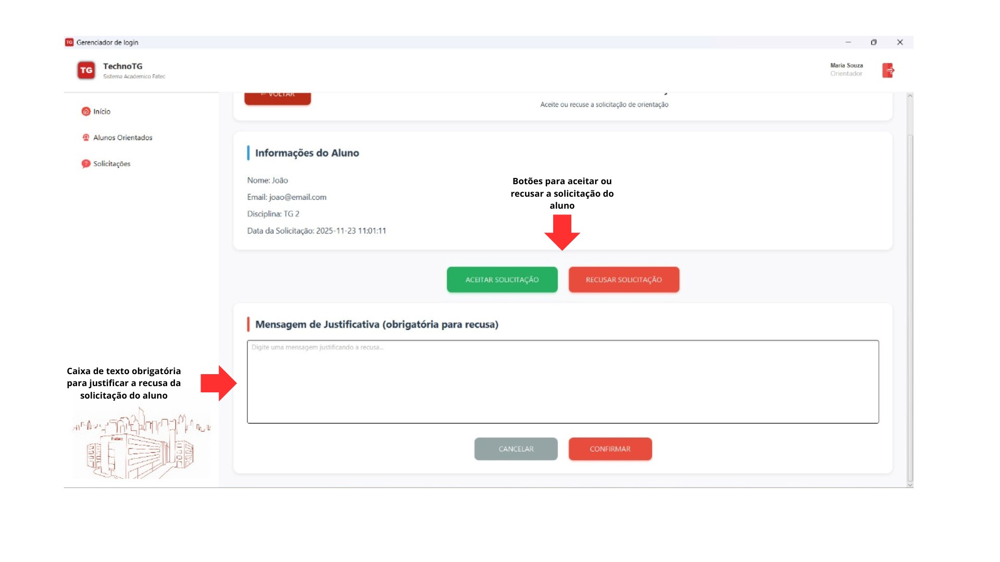 TG Gerenciador de login
TG TechnoTG
Sistema Academico Fatec
Maria Souza
Orientador
Início
Alunos Orientados
Solicitações
← VOLTAR
Aceite ou recuse a solicitação de orientação
Informações do Aluno
Nome: João
Email: joao@email.com
Disciplina: TG 2
Data da Solicitação: 2025-11-23 11:01:11
Botões para aceitar ou
recusar a solicitação do
aluno
ACEITAR SOLICITAÇÃO
RECUSAR SOLICITAÇÃO
Mensagem de Justificativa (obrigatória para recusa)
Digite uma mensagem justificando a recusa...
Caixa de texto obrigatória
para justificar a recusa da
solicitação do aluno
Fatec
CANCELAR
CONFIRMAR